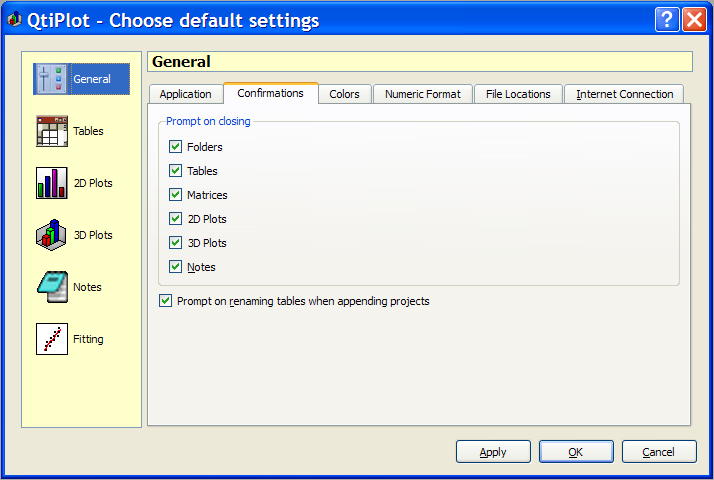 QtiPlot - Choose default settings
General
Tables
2D Plots
3D Plots
Notes
Fitting
General
Application Confirmations Colors Numeric Format File Locations Internet Connection
Prompt on closing
Folders
Tables
Matrices
2D Plots
3D Plots
Notes
Prompt on renaming tables when appending projects
Apply OK Cancel